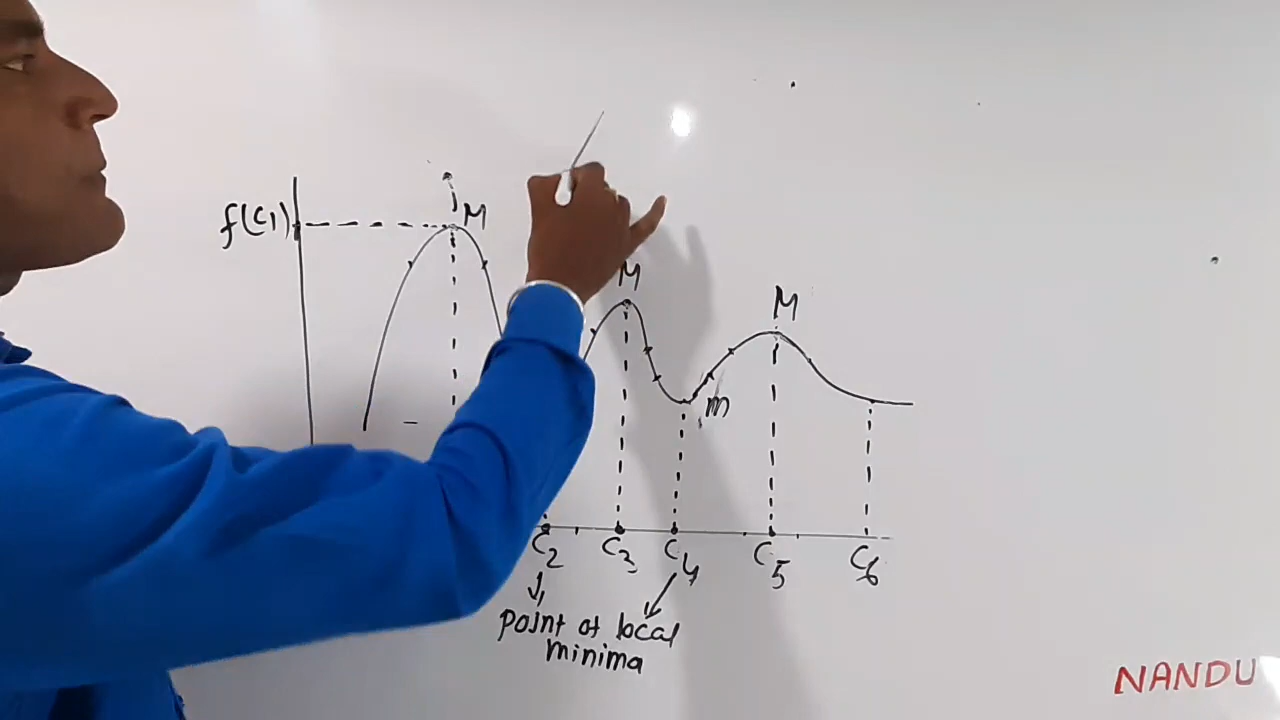 f(C1)
M
M
M
m
C2 C3 C4 C5 C6
point of local
minima
NANDU